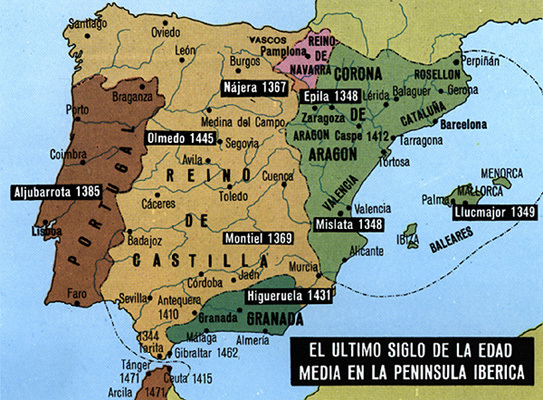 Santiago
Oviedo
VASCOS
REINO
DE
NAVARRA
Pamplona
León
Burgos
CORONA
Perpiñán
ROSELLON
Nájera 1367
Epila 1348
Lérida
Balaguer
Gerona
Braganza
Porto
Medina del Campo
Zaragoza
DE
CATALUÑA
Barcelona
Olmedo 1445
Segovia
ARAGON
Caspe 1412
Tarragona
Coimbra
Avila
REINO
ARAGON
Tortosa
Aljubarrota 1385
PORTUGAL
Toledo
Cuenca
MENORCA
Cáceres
VALENCIA
Palma
MALLORCA
Valencia
Llucmajor 1349
Lisboa
DE
Mislata 1348
Badajoz
Montiel 1369
IBIZA
BALEARES
CASTILLA
Alicante
Murcia
Córdoba
Jaén
Faro
Sevilla
Antequera
1410
Higueruela 1431
Granada
GRANADA
1344
Tarifa
Málaga
Almería
Gibraltar 1462
Tánger
1471
Ceuta 1415
Arcila
1471
EL ULTIMO SIGLO DE LA EDAD
MEDIA EN LA PENINSULA IBERICA